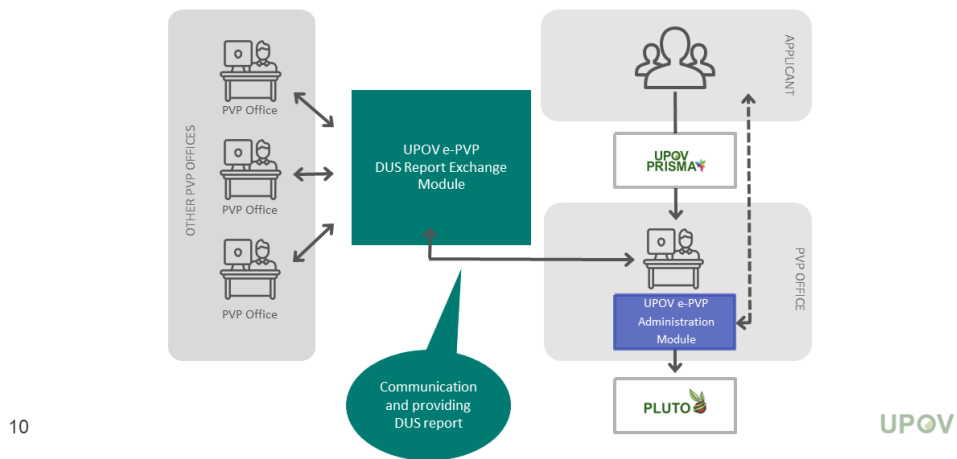 OTHER PVP OFFICES
PVP Office
PVP Office
PVP Office
UPOV e-PVP
DUS Report Exchange
Module
Communication
and providing
DUS report
APPLICANT
UPOV
PRISMA
PVP OFFICE
UPOV e-PVP
Administration
Module
PLUTO
10
UPOV